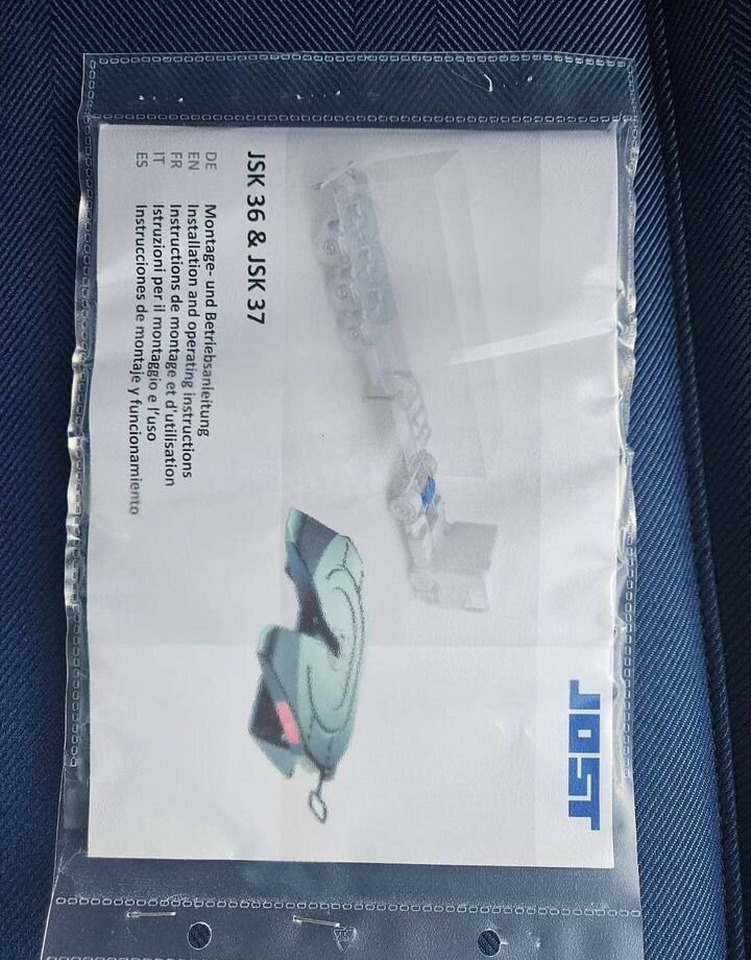 JOST
JSK 36 & JSK 37
DE Montage- und Betriebsanleitung
EN Installation and operating instructions
FR Instructions de montage et d'utilisation
IT Istruzioni per il montaggio e l'uso
ES Instrucciones de montaje y funcionamiento